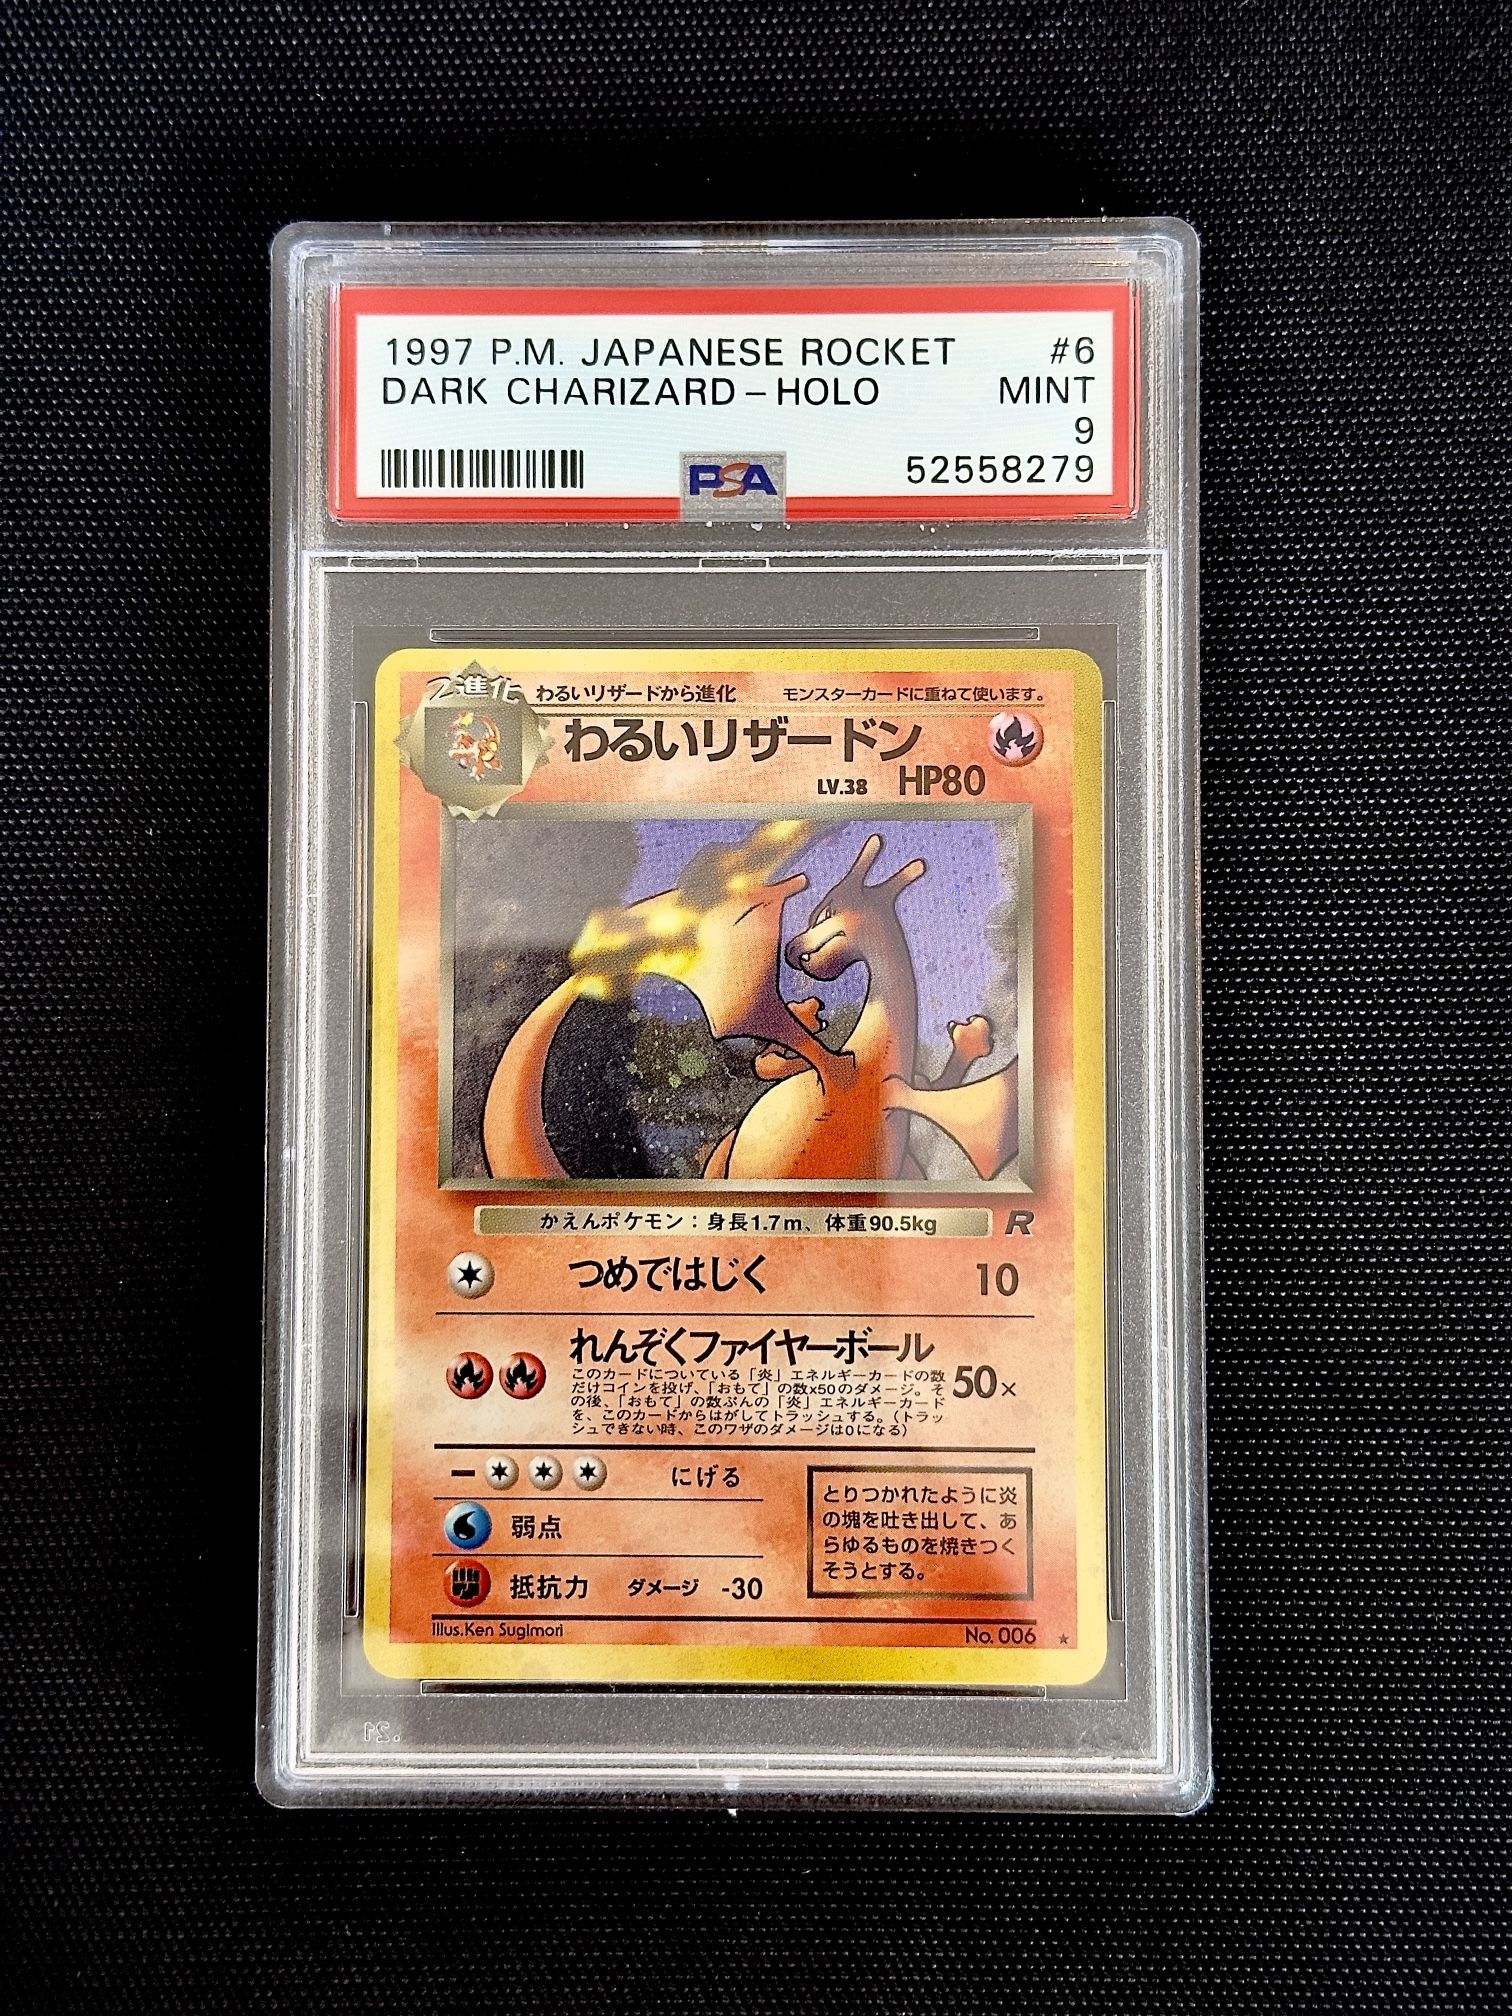 1997 P.M. JAPANESE ROCKET #6
DARK CHARIZARD - HOLO MINT
9
PSA 52558279
2進化 わるいリザードから進化 モンスターカードに重ねて使います。
わるいリザードン
LV.38 HP80
かえんポケモン：身長1.7m、体重90.5kg R
つめではじく 10
れんぞくファイヤーボール
50×
このカードについている「炎」エネルギーカードの数
だけコインを投げ、「おもて」の数x50のダメージ。そ
の後、「おもて」の数ぶんの「炎」エネルギーカード
を、このカードからはがしてトラッシュする。（トラッ
シュできない時、このワザのダメージは0になる）
にげる
弱点
抵抗力 ダメージ -30
とりつかれたように炎
の塊を吐き出して、あ
らゆるものを焼きつく
そうとする。
Illus.Ken Sugimori No. 006 ★